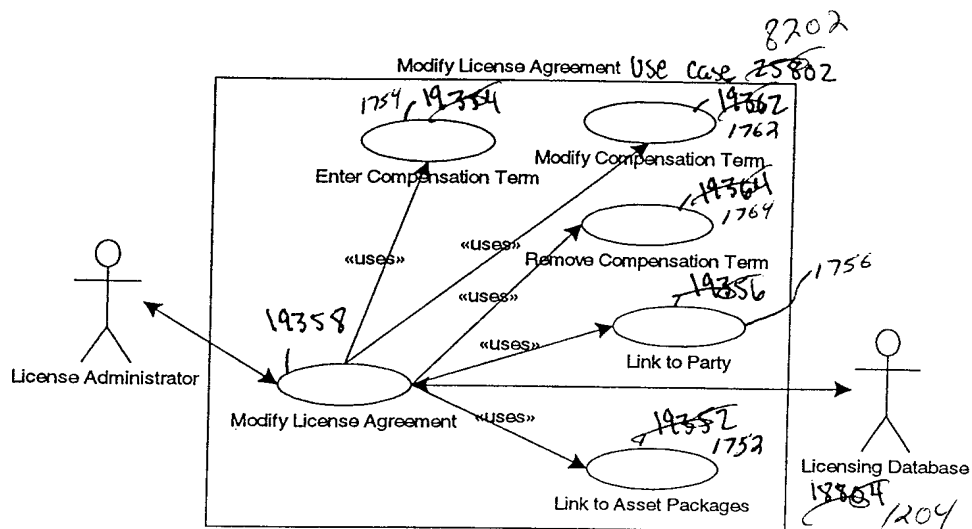 8202
Modify License Agreement Use case 25802
1754 19354
19362
1762
Enter Compensation Term
Modify Compensation Term
19364
1764
«uses»
«uses»
Remove Compensation Term
1756
19356
«uses»
19358
«uses»
Link to Party
License Administrator
Modify License Agreement
«uses»
19352
1752
Licensing Database
Link to Asset Packages
18804
1204